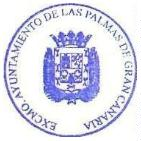 EXCMO. AYUNTAMIENTO DE LAS PALMAS DE GRAN CANARIA